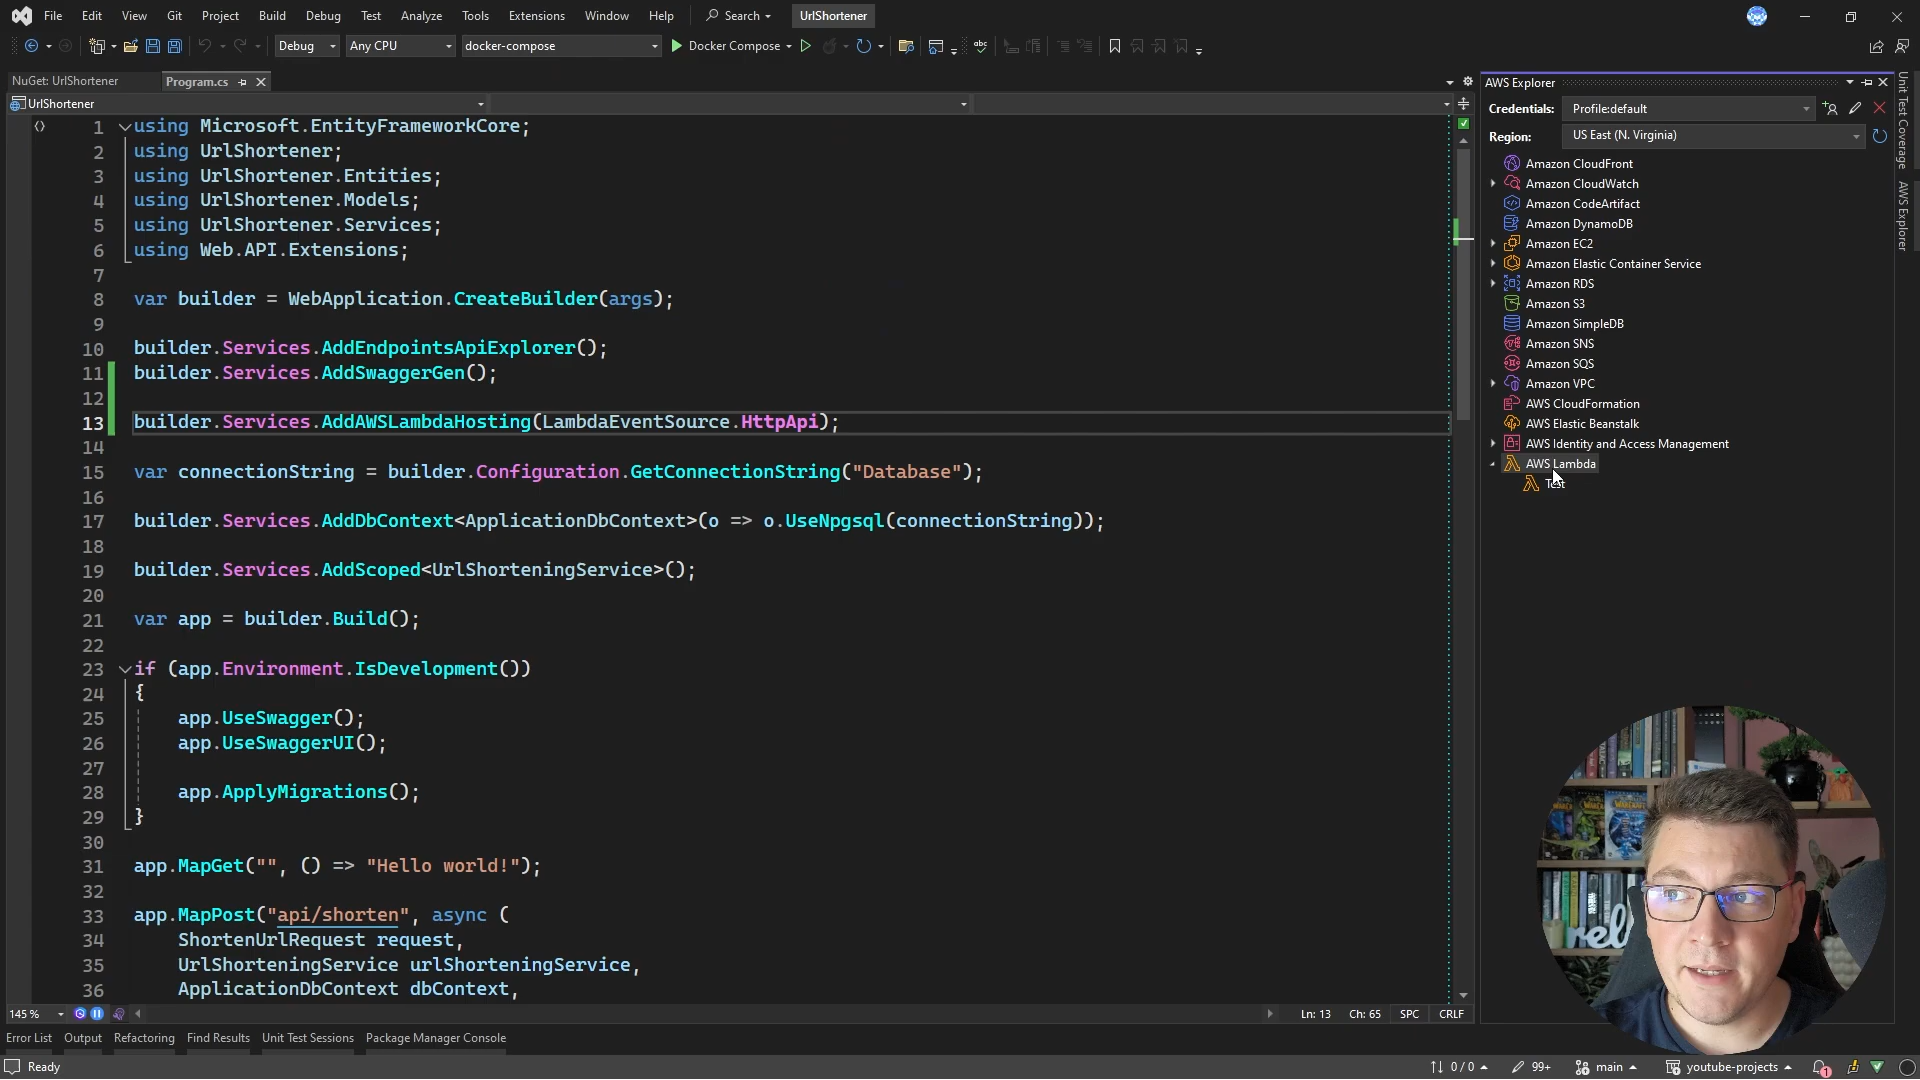 File Edit View Git Project Build Debug Test Analyze Tools Extensions Window Help Search UrlShortener
Debug Any CPU docker-compose Docker Compose
NuGet: UrlShortener Program.cs
UrlShortener
1 using Microsoft.EntityFrameworkCore;
2 using UrlShortener;
3 using UrlShortener.Entities;
4 using UrlShortener.Models;
5 using UrlShortener.Services;
6 using Web.API.Extensions;
7
8 var builder = WebApplication.CreateBuilder(args);
9
10 builder.Services.AddEndpointsApiExplorer();
11 builder.Services.AddSwaggerGen();
12
13 builder.Services.AddAWSLambdaHosting(LambdaEventSource.HttpApi);
14
15 var connectionString = builder.Configuration.GetConnectionString("Database");
16
17 builder.Services.AddDbContext<ApplicationDbContext>(o => o.UseNpgsql(connectionString));
18
19 builder.Services.AddScoped<UrlShorteningService>();
20
21 var app = builder.Build();
22
23 if (app.Environment.IsDevelopment())
24 {
25 app.UseSwagger();
26 app.UseSwaggerUI();
27
28 app.ApplyMigrations();
29 }
30
31 app.MapGet("", () => "Hello world!");
32
33 app.MapPost("api/shorten", async (
34 ShortenUrlRequest request,
35 UrlShorteningService urlShorteningService,
36 ApplicationDbContext dbContext,
145 % Ln: 13 Ch: 65 SPC CRLF
AWS Explorer
Credentials: Profile:default
Region: US East (N. Virginia)
Amazon CloudFront
Amazon CloudWatch
Amazon CodeArtifact
Amazon DynamoDB
Amazon EC2
Amazon Elastic Container Service
Amazon RDS
Amazon S3
Amazon SimpleDB
Amazon SNS
Amazon SQS
Amazon VPC
AWS CloudFormation
AWS Elastic Beanstalk
AWS Identity and Access Management
AWS Lambda
Test
Unit Test Coverage
AWS Explorer
Error List Output Refactoring Find Results Unit Test Sessions Package Manager Console
Ready 0 / 0 99+ main youtube-projects 1